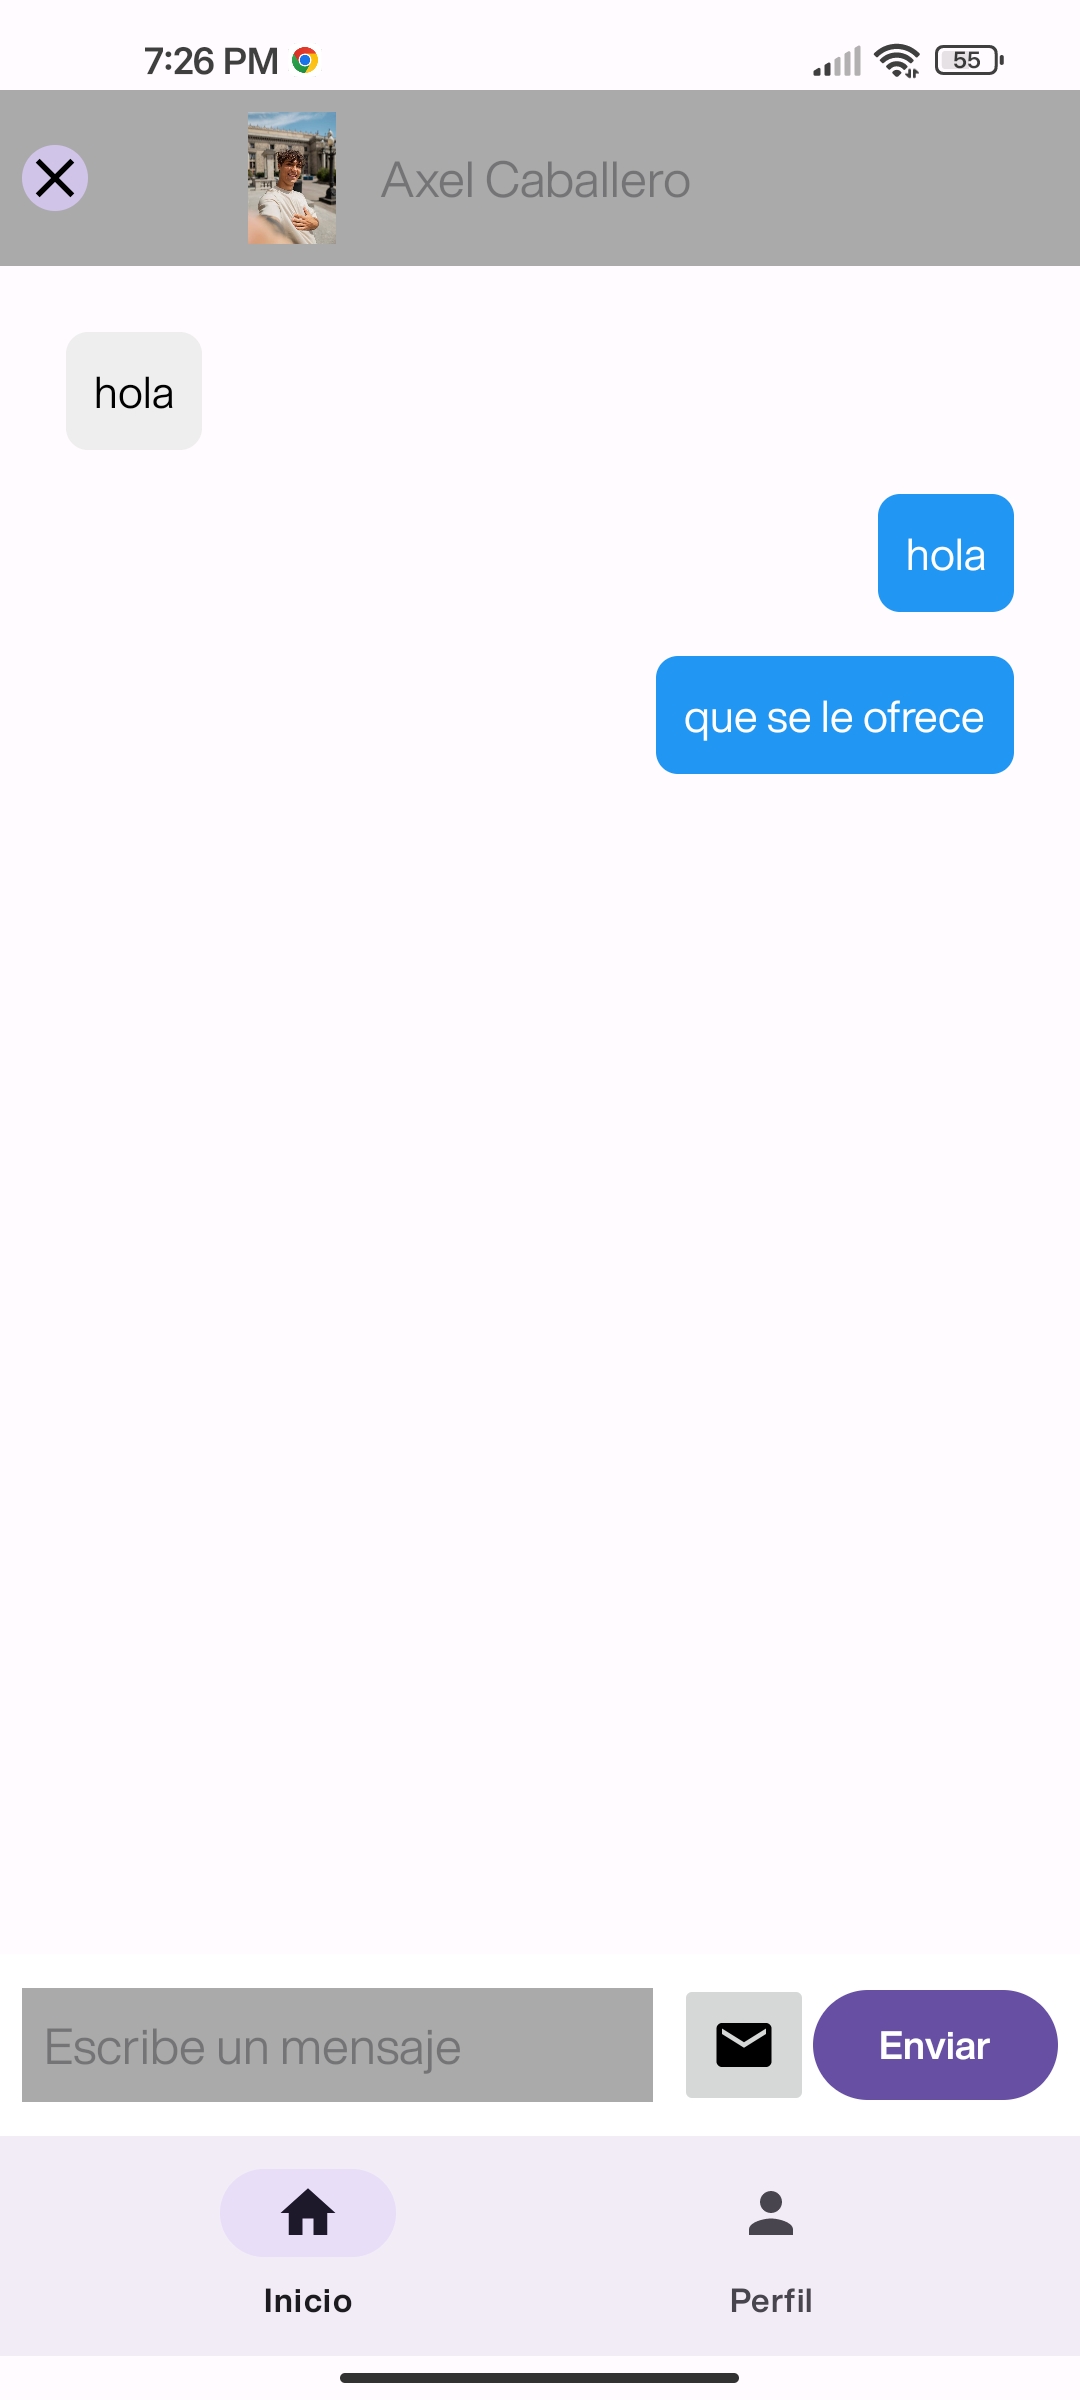 7:26 PM
55
Axel Caballero
hola
hola
que se le ofrece
Escribe un mensaje
Enviar
Inicio
Perfil